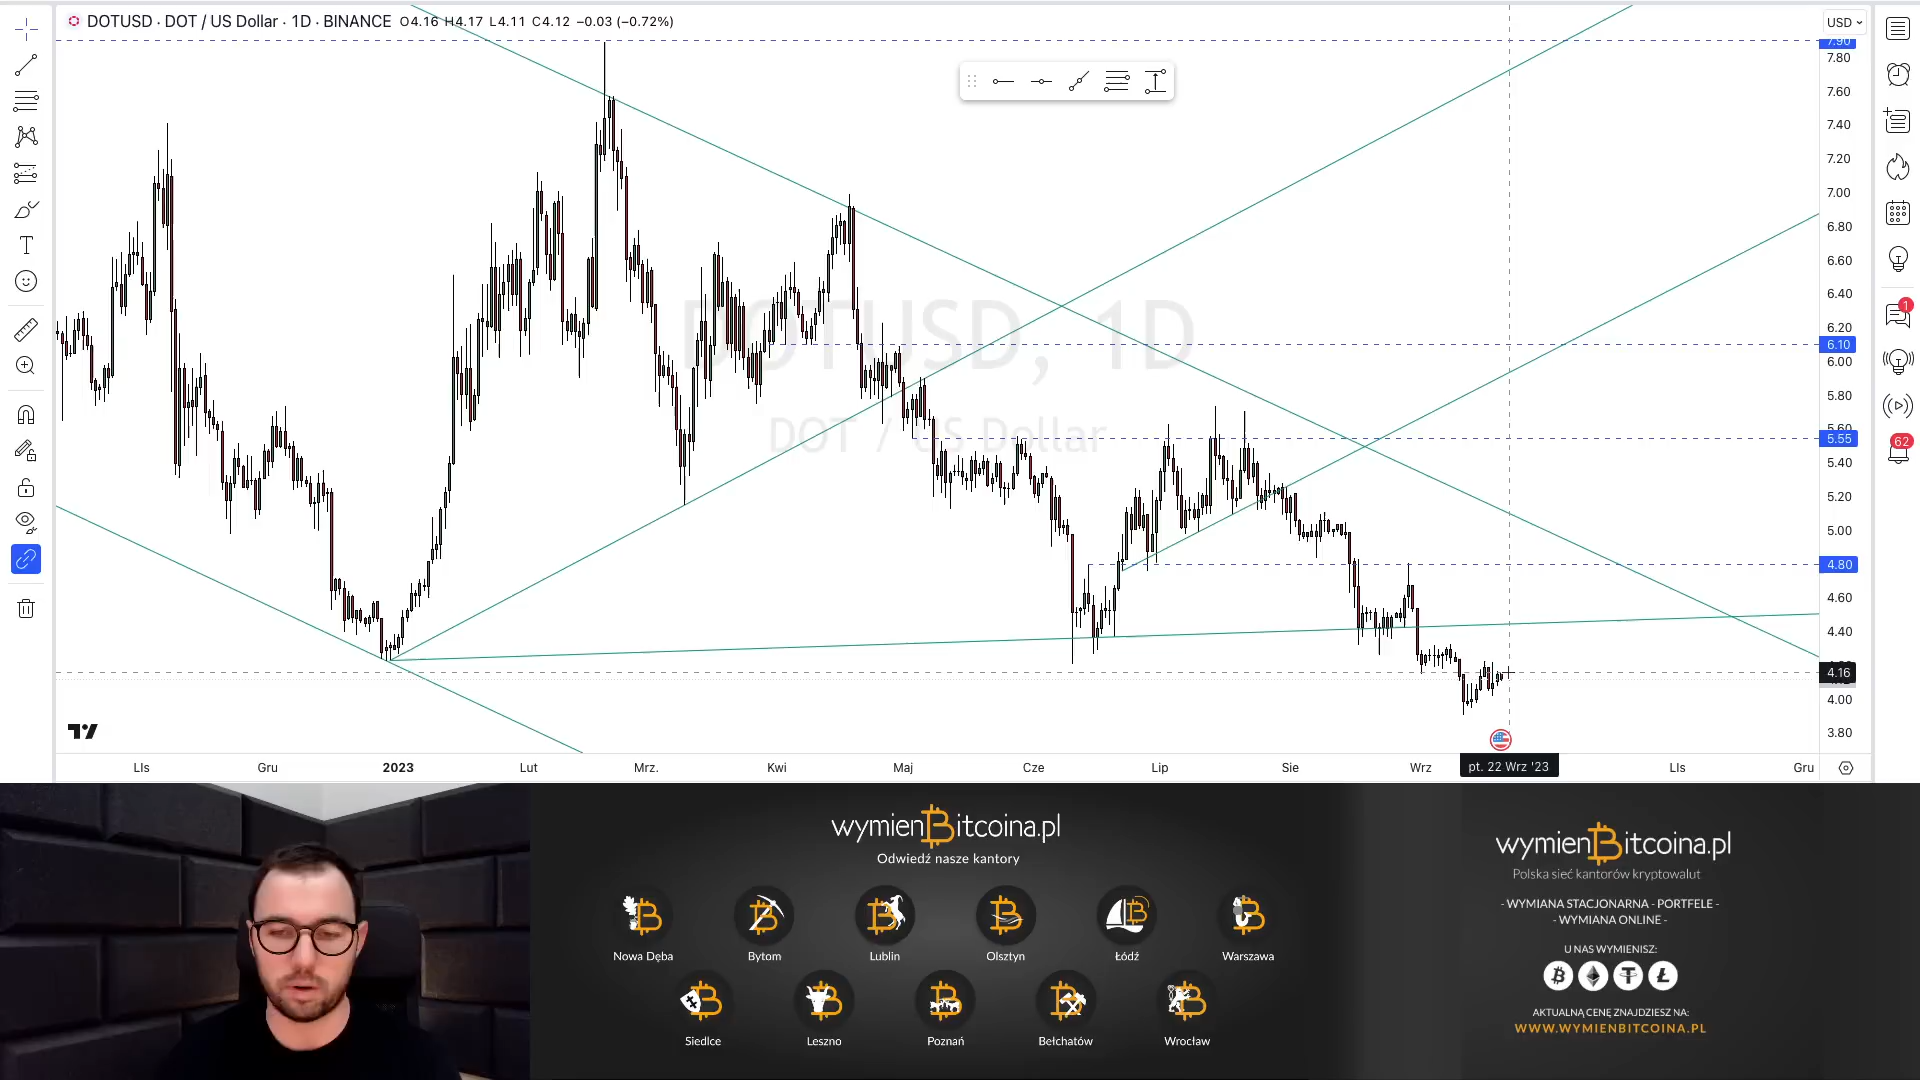 DOTUSD · DOT / US Dollar · 1D · BINANCE O4.16 H4.17 L4.11 C4.12 −0.03 (−0.72%)
USD
7.90
7.80
7.60
7.40
7.20
7.00
6.80
6.60
6.40
6.20
6.10
6.00
5.80
5.60
5.55
5.40
5.20
5.00
4.80
4.60
4.40
4.16
4.00
3.80
DOTUSD, 1D
DOT / US Dollar
1
62
LIs Gru 2023 Lut Mrz. Kwi Maj Cze Lip Sie Wrz pt. 22 Wrz '23 LIs Gru
wymienBitcoina.pl
Odwiedź nasze kantory
Nowa Dęba Bytom Lublin Olsztyn Łódź Warszawa
Siedlce Leszno Poznań Bełchatów Wrocław
wymienBitcoina.pl
Polska sieć kantorów kryptowalut
- WYMIANA STACJONARNA - PORTFELE -
- WYMIANA ONLINE -
U NAS WYMIENISZ:
AKTUALNĄ CENĘ ZNAJDZIESZ NA:
WWW.WYMIENBITCOINA.PL